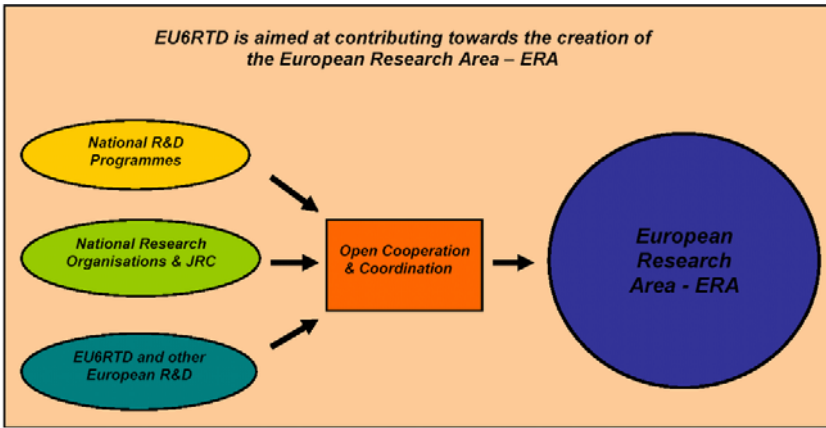 EU6RTD is aimed at contributing towards the creation of
the European Research Area – ERA
National R&D
Programmes
National Research
Organisations & JRC
EU6RTD and other
European R&D
Open Cooperation
& Coordination
European
Research
Area - ERA